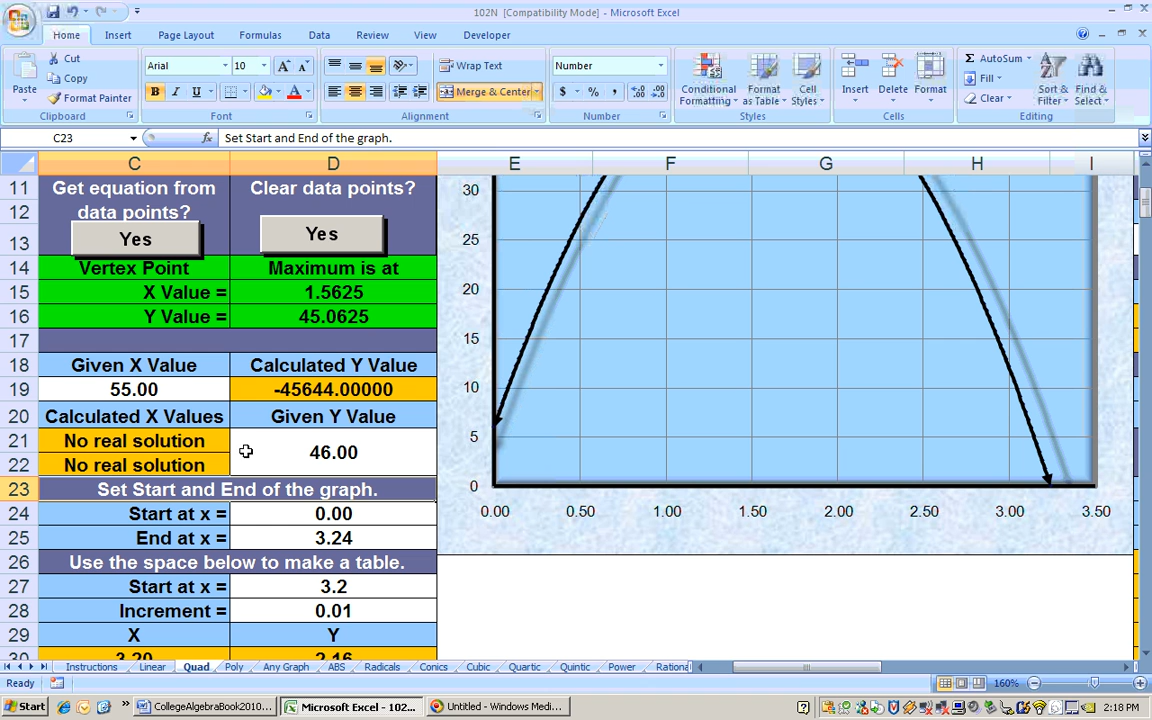 102N [Compatibility Mode] - Microsoft Excel
Home Insert Page Layout Formulas Data Review View Developer
Paste
Cut
Copy
Format Painter
Clipboard
Arial 10
B I U
Font
Wrap Text
Merge & Center
Alignment
Number
$ % ,
Number
Conditional Formatting
Format as Table
Cell Styles
Styles
Insert Delete Format
Cells
Σ AutoSum
Fill
Clear
Sort & Filter
Find & Select
Editing
C23 fx Set Start and End of the graph.
C D E F G H I
11 Get equation from Clear data points?
12 data points?
13 Yes Yes
14 Vertex Point Maximum is at
15 X Value = 1.5625
16 Y Value = 45.0625
17
18 Given X Value Calculated Y Value
19 55.00 -45644.00000
20 Calculated X Values Given Y Value
21 No real solution
46.00
22 No real solution
23 Set Start and End of the graph.
24 Start at x = 0.00
25 End at x = 3.24
26 Use the space below to make a table.
27 Start at x = 3.2
28 Increment = 0.01
29 X Y
30 3.20 2.16
30
25
20
15
10
5
0
0.00 0.50 1.00 1.50 2.00 2.50 3.00 3.50
Instructions Linear Quad Poly Any Graph ABS Radicals Conics Cubic Quartic Quintic Power Rationa
Ready 160%
Start CollegeAlgebraBook2010... Microsoft Excel - 102... Untitled - Windows Medi... 2:18 PM